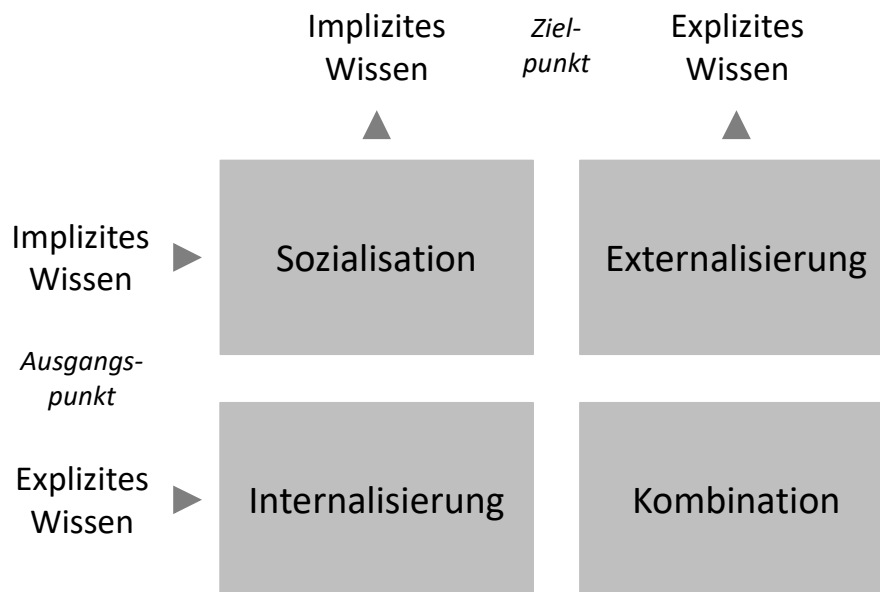 Implizites
Wissen
Ziel-
punkt
Explizites
Wissen
Implizites
Wissen
Sozialisation
Externalisierung
Ausgangs-
punkt
Explizites
Wissen
Internalisierung
Kombination